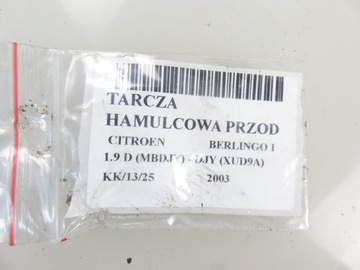 TARCZA
HAMULCOWA PRZOD
CITROEN BERLINGO I
1.9 D (MBDJY) - DJY (XUD9A)
KK/13/25 2003